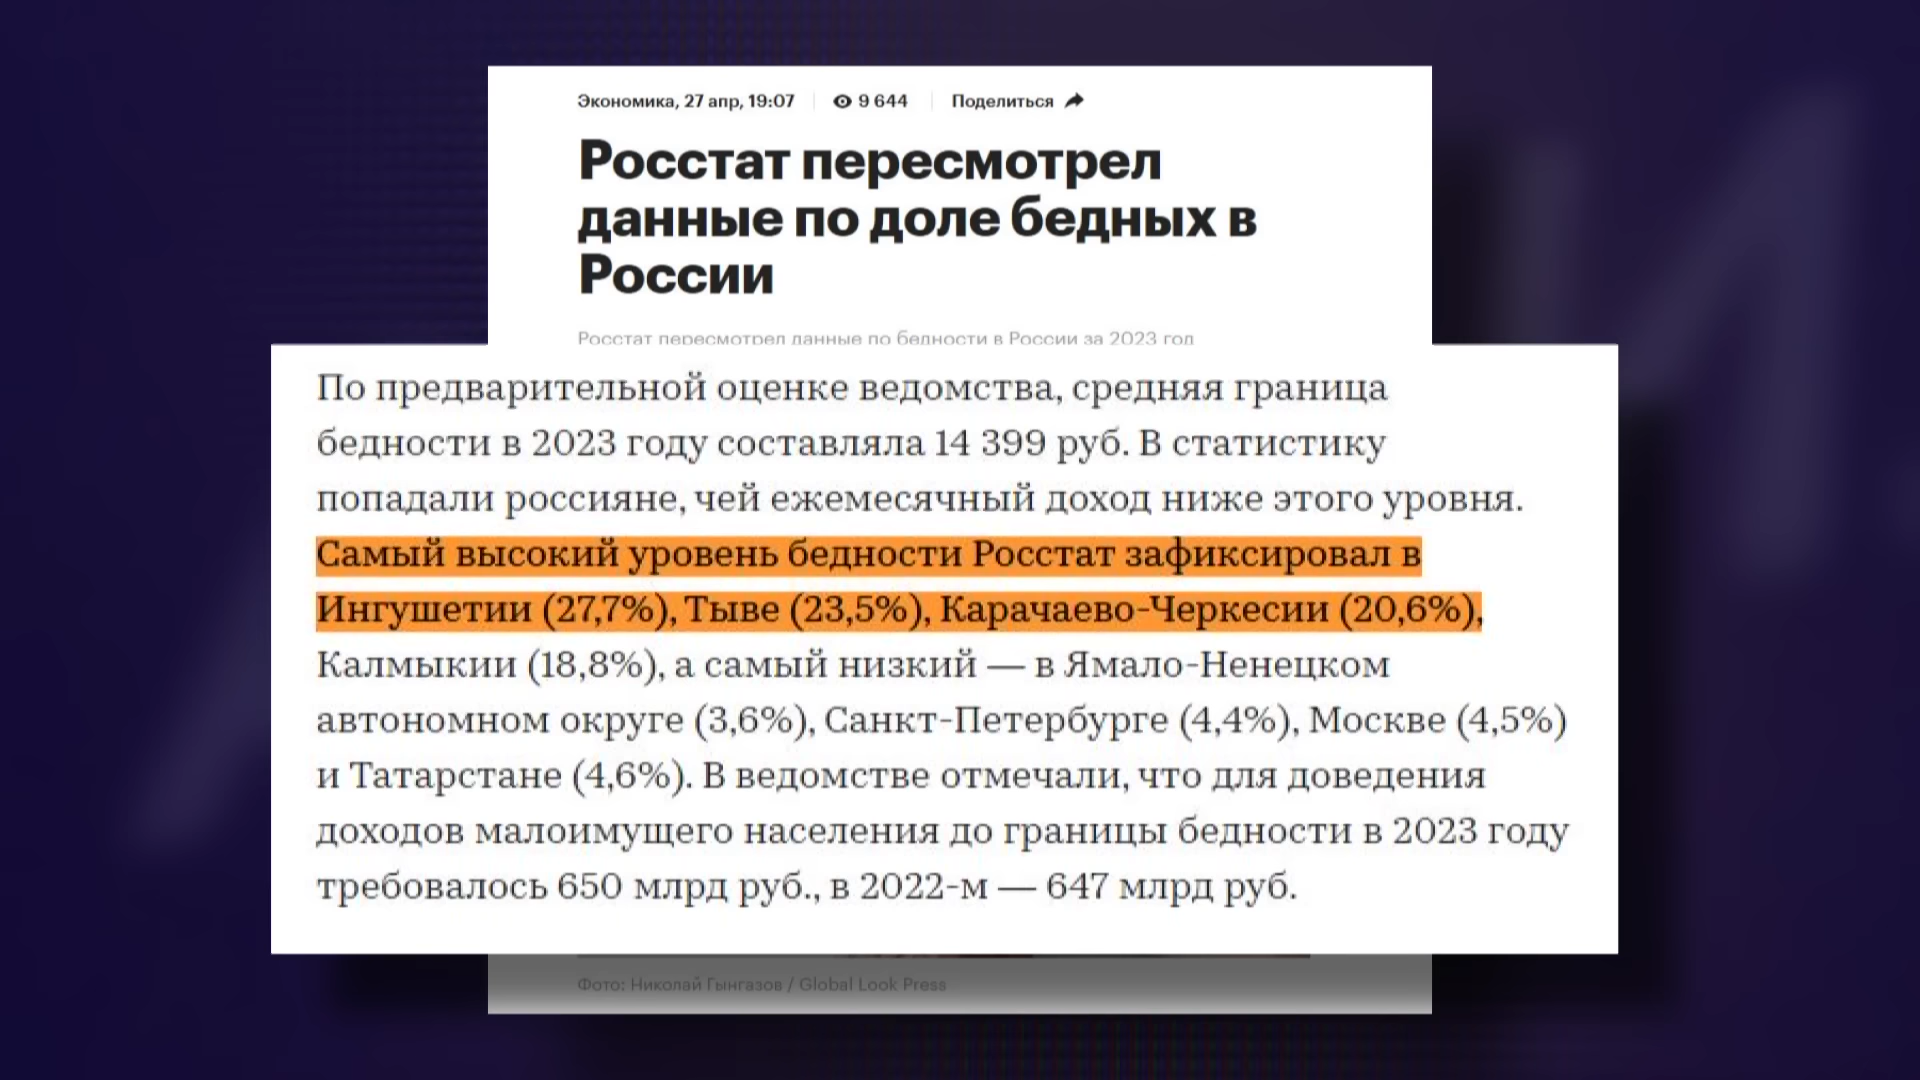 Экономика, 27 апр, 19:07 9 644 Поделиться
Росстат пересмотрел
данные по доле бедных в
России
Росстат пересмотрел данные по бедности в России за 2023 год
По предварительной оценке ведомства, средняя граница
бедности в 2023 году составляла 14 399 руб. В статистику
попадали россияне, чей ежемесячный доход ниже этого уровня.
Самый высокий уровень бедности Росстат зафиксировал в
Ингушетии (27,7%), Тыве (23,5%), Карачаево-Черкесии (20,6%),
Калмыкии (18,8%), а самый низкий — в Ямало-Ненецком
автономном округе (3,6%), Санкт-Петербурге (4,4%), Москве (4,5%)
и Татарстане (4,6%). В ведомстве отмечали, что для доведения
доходов малоимущего населения до границы бедности в 2023 году
требовалось 650 млрд руб., в 2022-м — 647 млрд руб.
Фото: Николай Гынгазов / Global Look Press